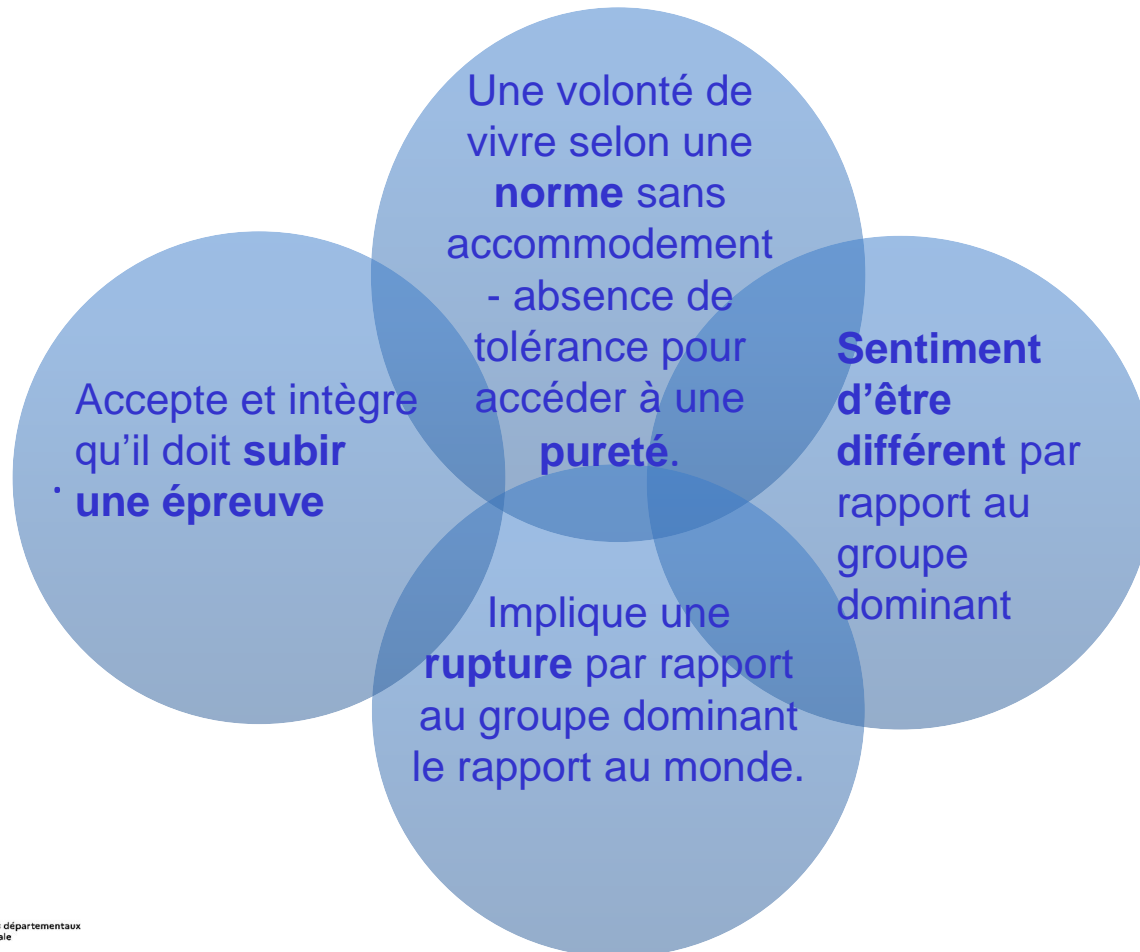 Une volonté de
vivre selon une
norme sans
accommodement
- absence de
tolérance pour
accéder à une
pureté.
Accepte et intègre
qu'il doit subir
. une épreuve
Sentiment
d'être
différent par
rapport au
groupe
dominant
Implique une
rupture par rapport
au groupe dominant
le rapport au monde.
départementaux
ale